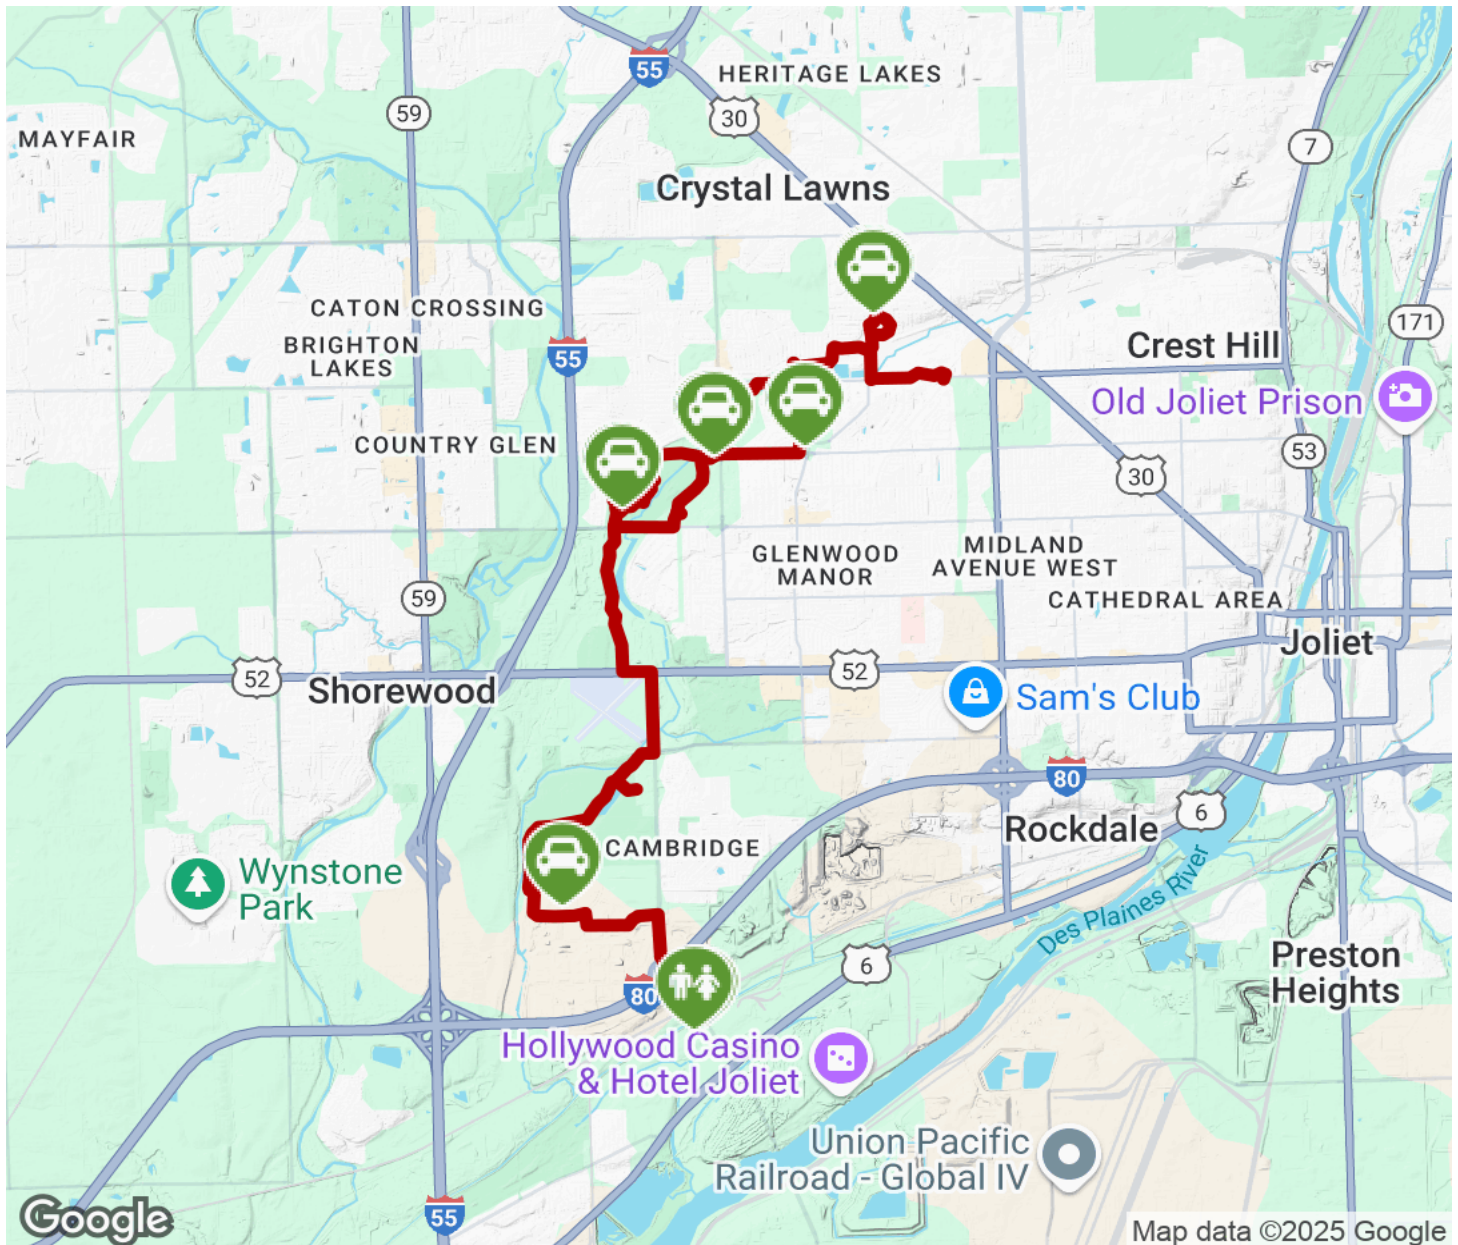 55
HERITAGE LAKES
59
30
MAYFAIR
7
Crystal Lawns
CATON CROSSING
171
BRIGHTON
LAKES
55
Crest Hill
Old Joliet Prison
COUNTRY GLEN
53
30
GLENWOOD
MANOR
MIDLAND
AVENUE WEST
59
CATHEDRAL AREA
Joliet
52
52
Shorewood
Sam's Club
80
6
Rockdale
CAMBRIDGE
Wynstone
Park
Des Plaines River
6
Preston
Heights
80
Hollywood Casino
& Hotel Joliet
Union Pacific
Railroad - Global IV
55
Google
Map data ©2025 Google